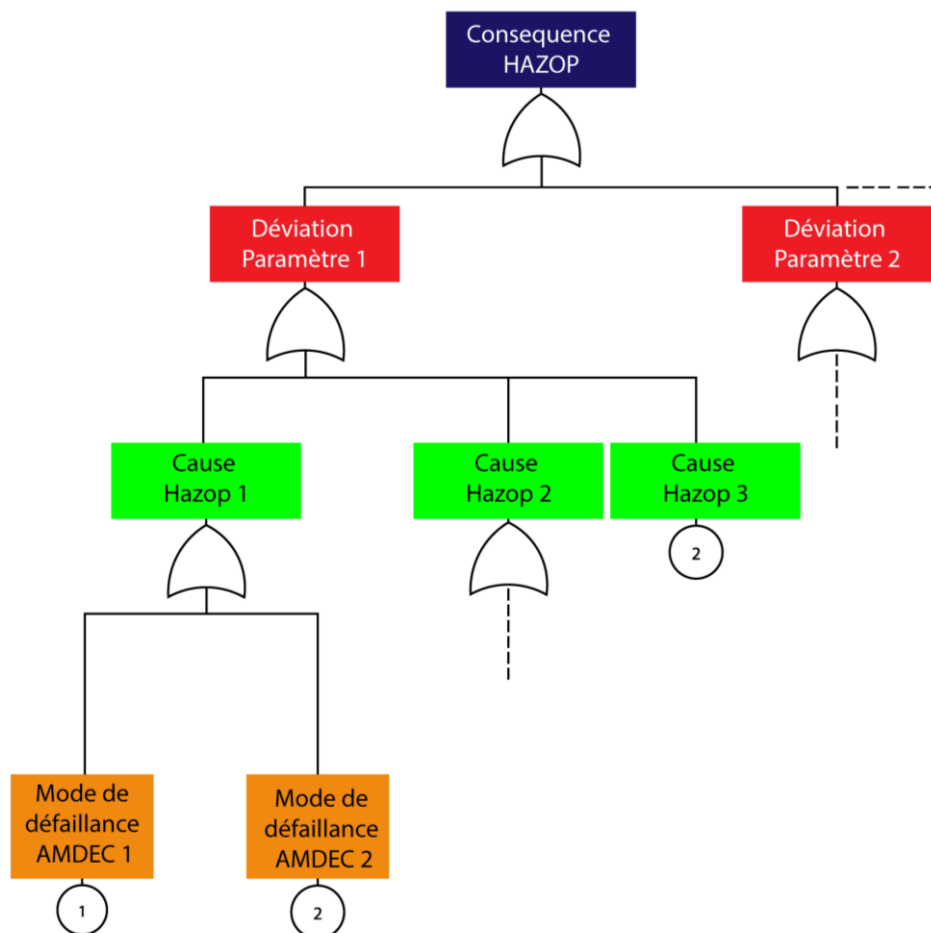 Consequence
HAZOP
Déviation
Paramètre 1
Déviation
Paramètre 2
Cause
Hazop 1
Cause
Hazop 2
Cause
Hazop 3
2
Mode de
défaillance
AMDEC 1
Mode de
défaillance
AMDEC 2
1
2